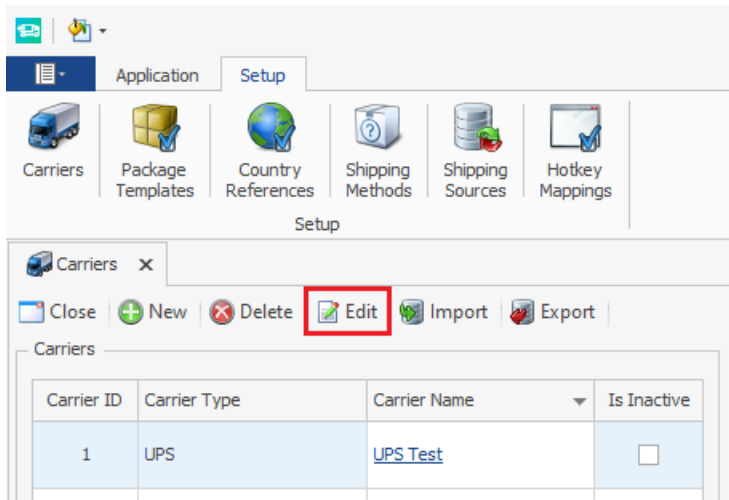 Application Setup
Carriers Package Templates Country References Shipping Methods Shipping Sources Hotkey Mappings
Setup
Carriers
Close New Delete Edit Import Export
Carriers
Carrier ID Carrier Type Carrier Name Is Inactive
1 UPS UPS Test